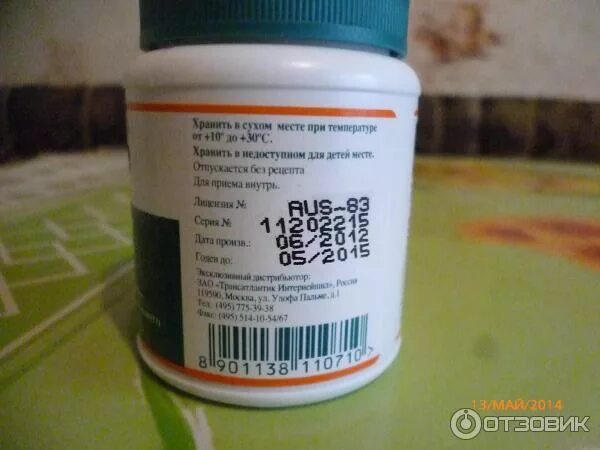 Хранить в сухом месте при температуре
от +10° до +30°С.
Хранить в недоступном для детей месте.
Отпускается без рецепта
Для приема внутрь.
Лицензия № AUS-83
Серия № 11202215
Дата произв.: 06/2012
Годен до: 05/2015
Эксклюзивный дистрибьютор:
ЗАО «Трансатлантик Интернейшнл», Россия
119590, Москва, ул. Улофа Пальме, д.1
Тел: (495) 775-39-38
Факс: (495) 514-10-54/67
8 901138 110710 >
13/МАЙ/2014
ОТЗОВИК